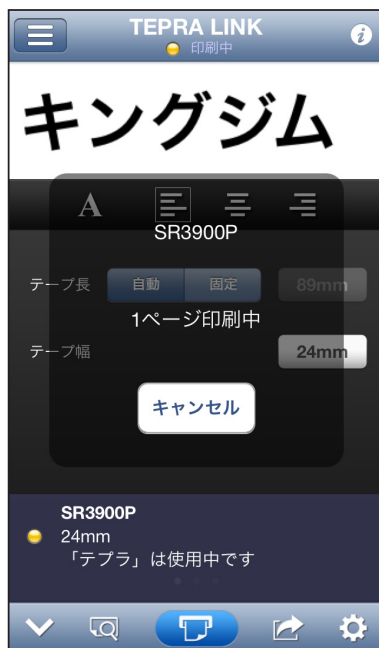 TEPRA LINK
印刷中
キングジム
A
SR3900P
テープ長 自動 固定 89mm
1ページ印刷中
テープ幅 24mm
キャンセル
SR3900P
24mm
「テプラ」は使用中です